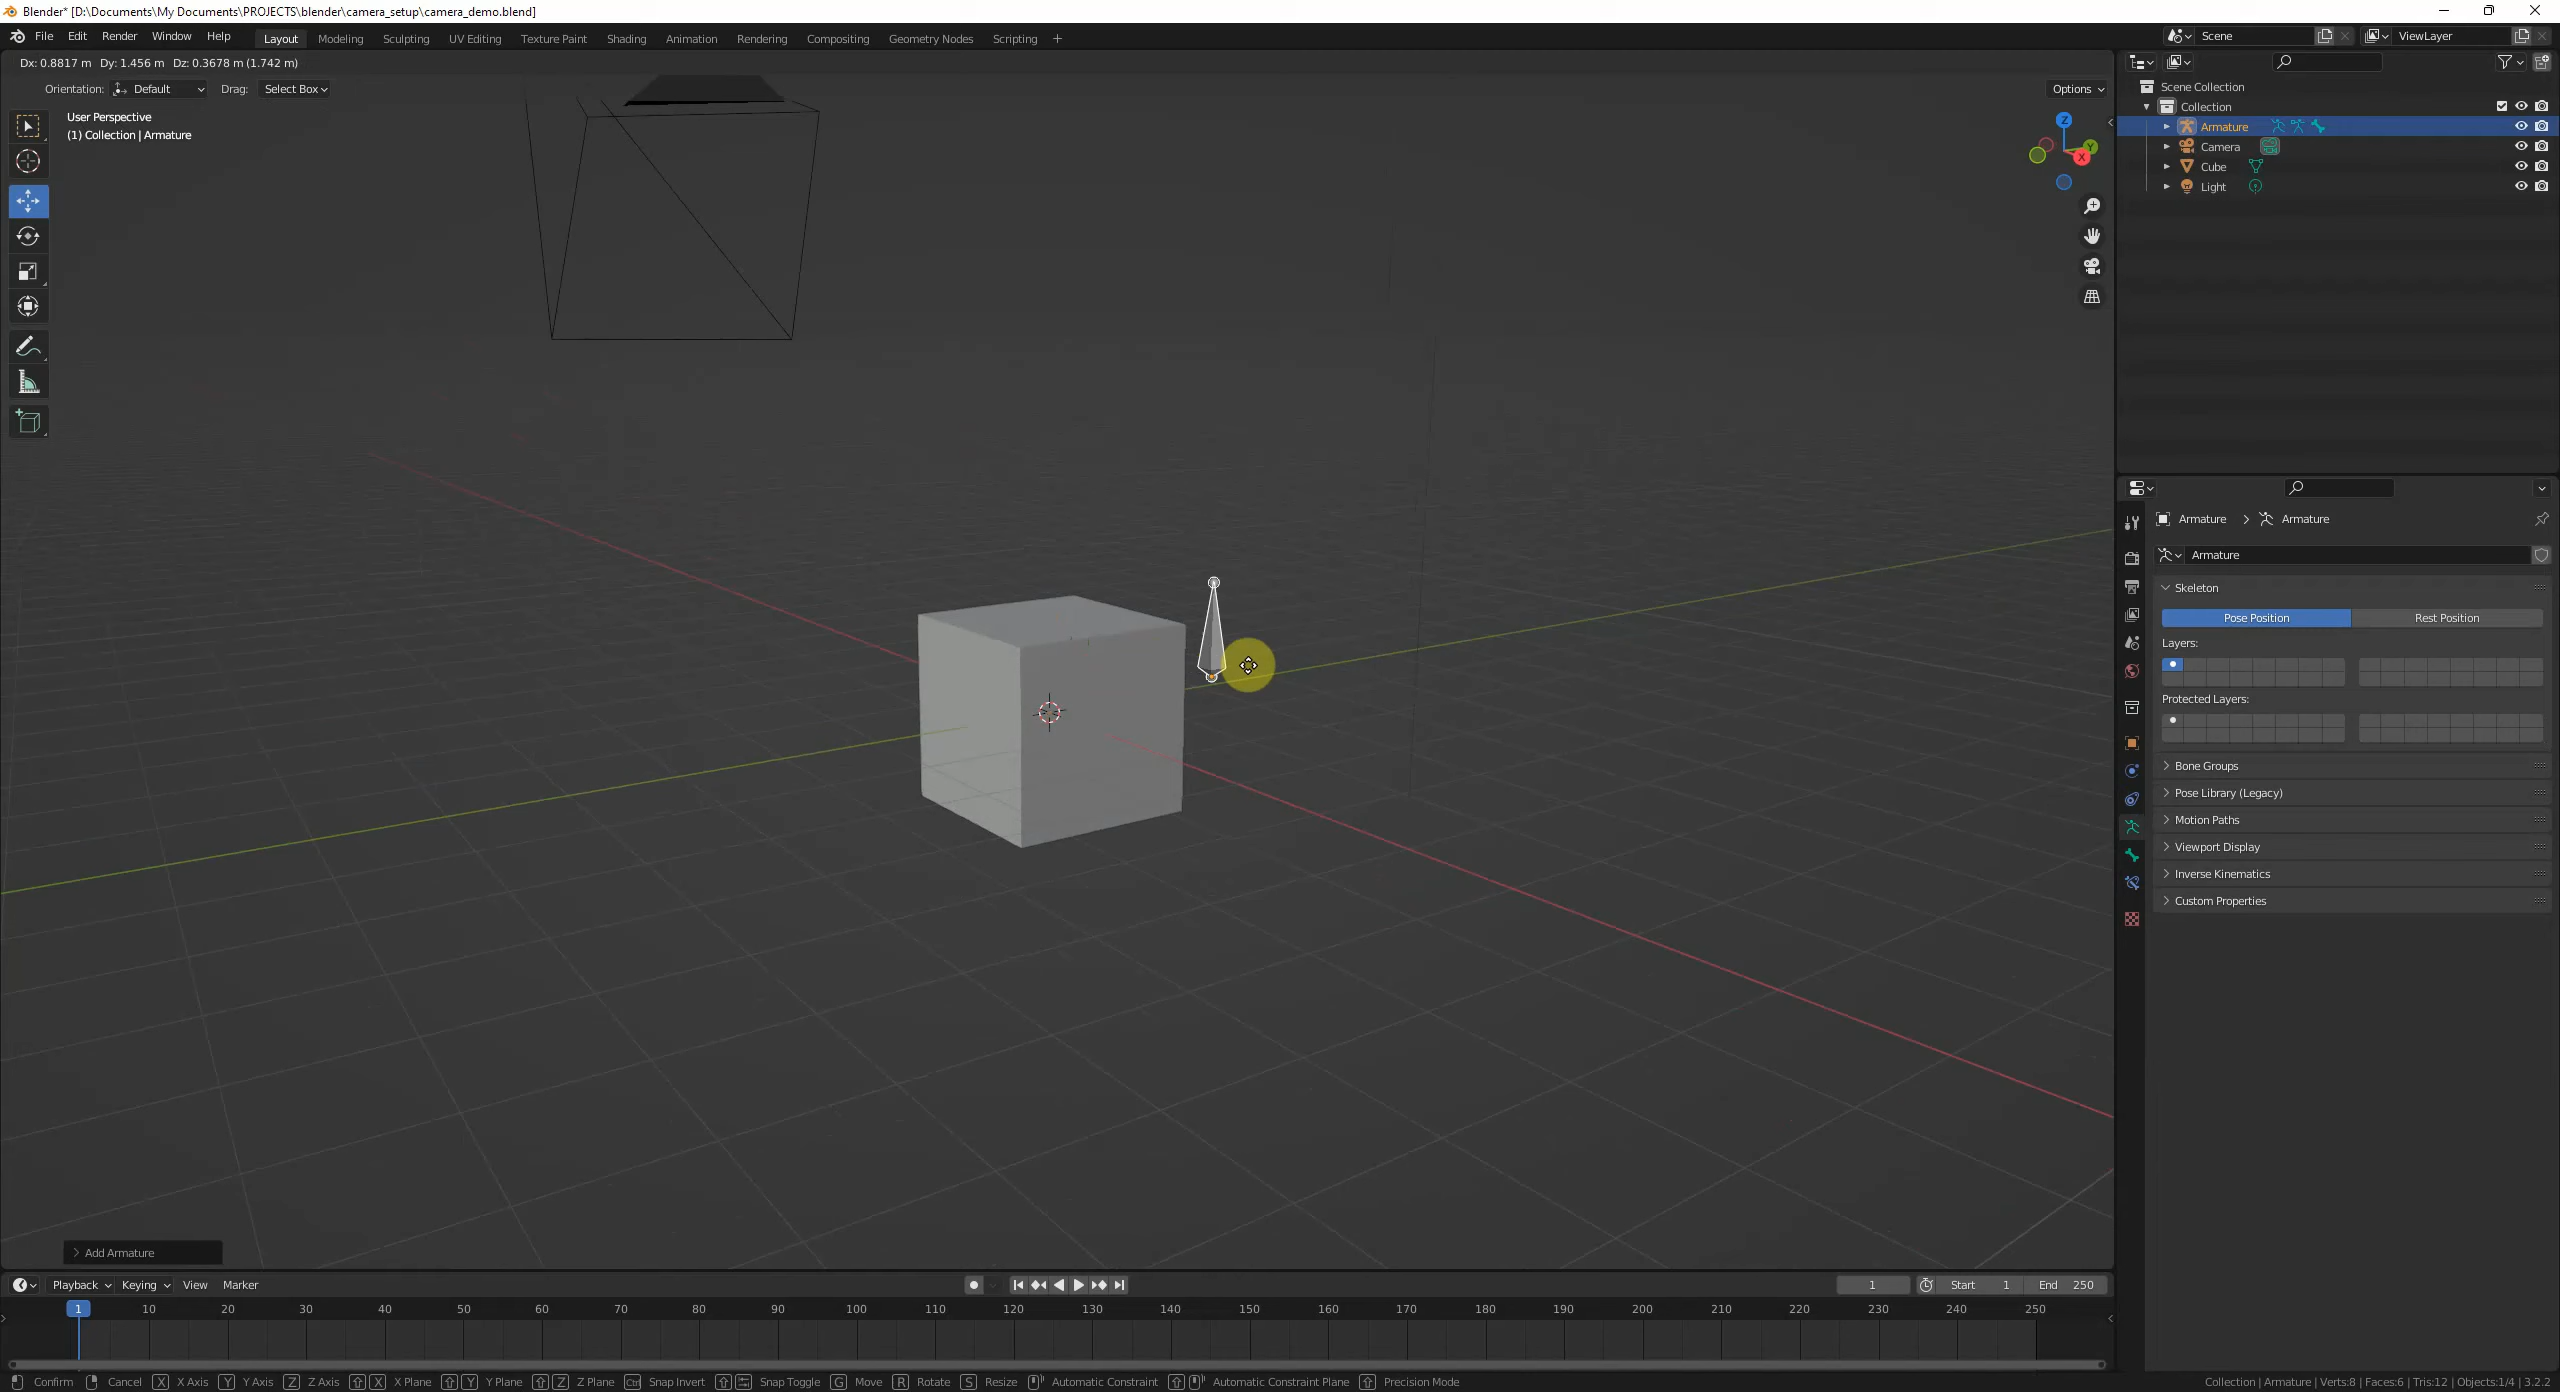 Blender* [D:\Documents\My Documents\PROJECTS\blender\camera_setup\camera_demo.blend]
File Edit Render Window Help Layout Modeling Sculpting UV Editing Texture Paint Shading Animation Rendering Compositing Geometry Nodes Scripting + Scene ViewLayer
Dx: 0.8817 m Dy: 1.456 m Dz: 0.3678 m (1.742 m)
Orientation: Default Drag: Select Box Options
User Perspective
(1) Collection | Armature
Z
Y
X
Scene Collection
Collection
Armature
Camera
Cube
Light
Armature > Armature
Armature
Skeleton
Pose Position Rest Position
Layers:
Protected Layers:
Bone Groups
Pose Library (Legacy)
Motion Paths
Viewport Display
Inverse Kinematics
Custom Properties
Add Armature
Playback Keying View Marker 1 Start 1 End 250
1 10 20 30 40 50 60 70 80 90 100 110 120 130 140 150 160 170 180 190 200 210 220 230 240 250
Confirm Cancel X X Axis Y Y Axis Z Z Axis X X Plane Y Y Plane Z Z Plane Ctrl Snap Invert Snap Toggle G Move R Rotate S Resize Automatic Constraint Automatic Constraint Plane Precision Mode Collection | Armature | Verts:8 | Faces:6 | Tris:12 | Objects:1/4 | 3.2.2